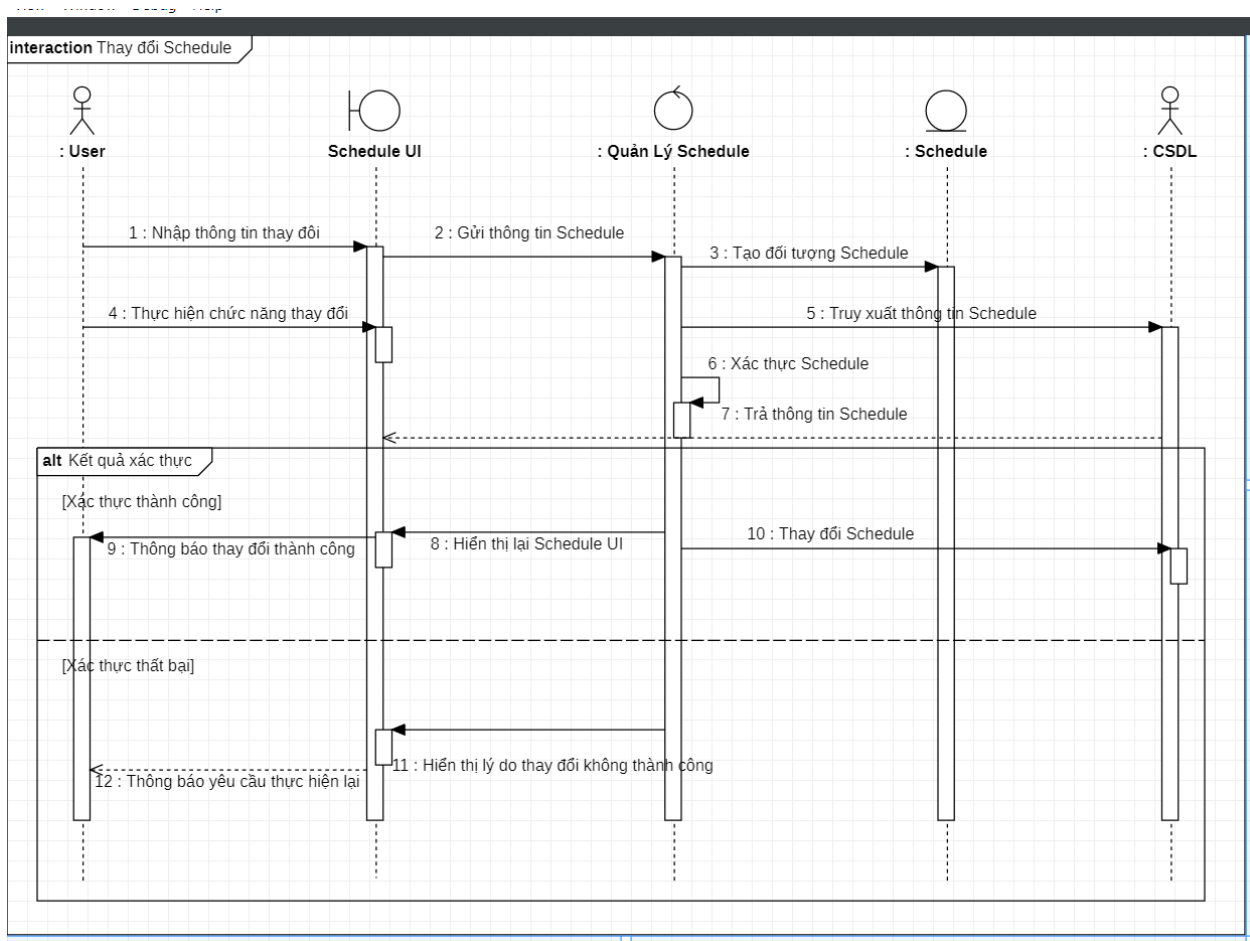 interaction Thay đổi Schedule
: User
Schedule UI
: Quản Lý Schedule
: Schedule
: CSDL
1 : Nhập thông tin thay đôi
2 : Gửi thông tin Schedule
3 : Tạo đối tượng Schedule
4 : Thực hiện chức năng thay đổi
5 : Truy xuất thông tin Schedule
6 : Xác thực Schedule
7 : Trả thông tin Schedule
alt Kết quả xác thực
[Xác thực thành công]
10 : Thay đổi Schedule
8 : Hiển thị lại Schedule UI
9 : Thông báo thay đổi thành công
[Xác thực thất bại]
11 : Hiển thị lý do thay đổi không thành công
12 : Thông báo yêu cầu thực hiện lại